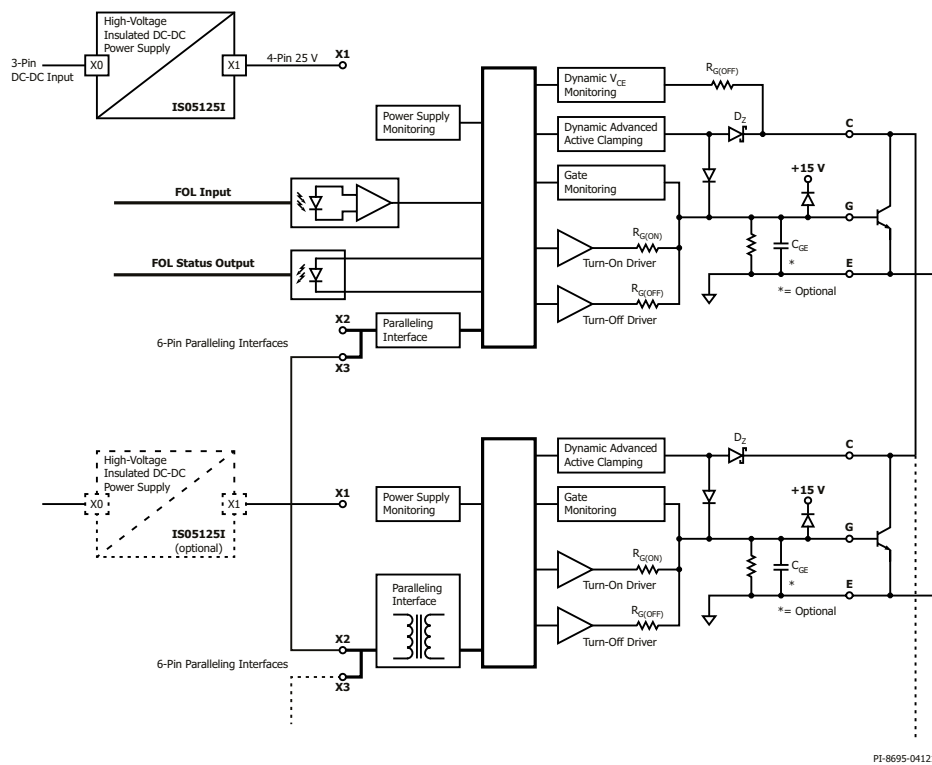 High-Voltage
Insulated DC-DC
Power Supply
3-Pin
DC-DC Input
X0
X1
IS05125I
4-Pin 25 V
X1
Power Supply
Monitoring
Dynamic VCE
Monitoring
RG(OFF)
Dynamic Advanced
Active Clamping
DZ
C
Gate
Monitoring
+15 V
G
FOL Input
RG(ON)
Turn-On Driver
CGE
*
FOL Status Output
E
*= Optional
RG(OFF)
Turn-Off Driver
X2
Paralleling
Interface
6-Pin Paralleling Interfaces
X3
High-Voltage
Insulated DC-DC
Power Supply
X0
X1
IS05125I
(optional)
X1
Power Supply
Monitoring
Dynamic Advanced
Active Clamping
DZ
C
Gate
Monitoring
+15 V
G
RG(ON)
Turn-On Driver
CGE
*
E
*= Optional
Paralleling
Interface
RG(OFF)
Turn-Off Driver
X2
6-Pin Paralleling Interfaces
X3